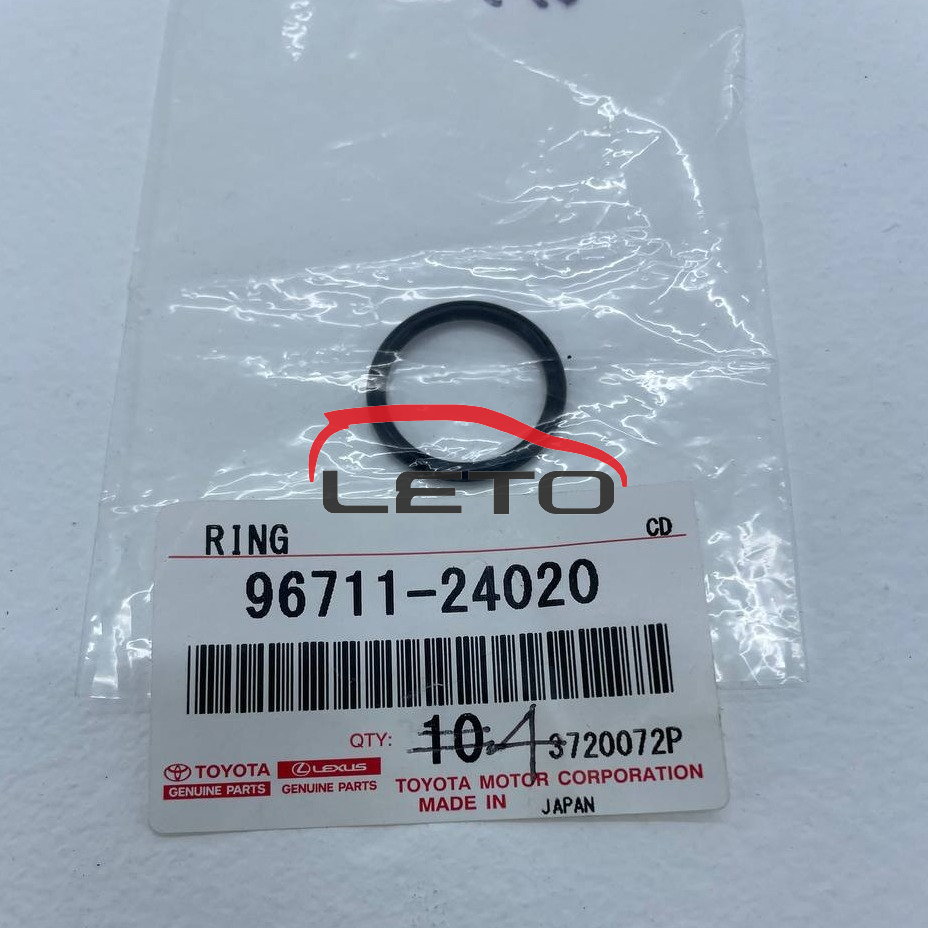 LETO
RING
CD
96711-24020
QTY: 10 4 3720072P
TOYOTA
LEXUS
GENUINE PARTS
GENUINE PARTS
TOYOTA MOTOR CORPORATION
MADE IN JAPAN